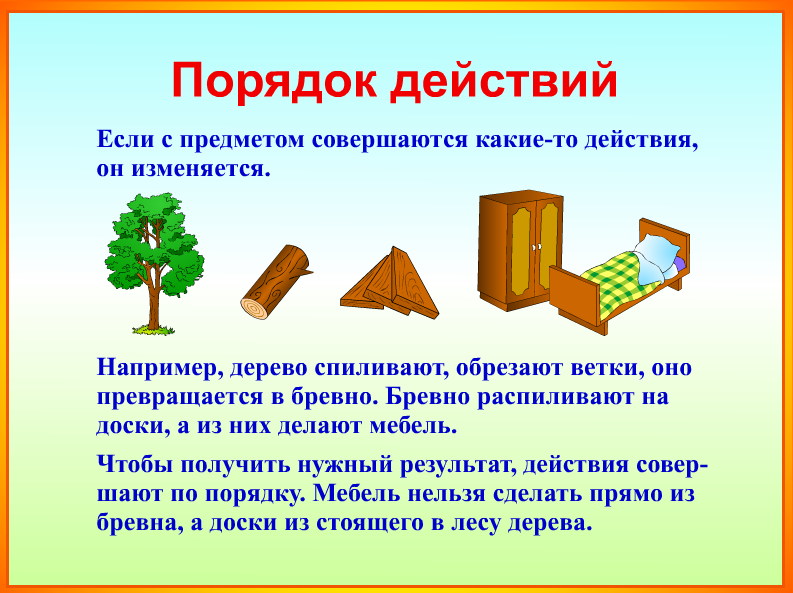 Порядок действий
Если с предметом совершаются какие-то действия,
он изменяется.
Например, дерево спиливают, обрезают ветки, оно
превращается в бревно. Бревно распиливают на
доски, а из них делают мебель.
Чтобы получить нужный результат, действия совер-
шают по порядку. Мебель нельзя сделать прямо из
бревна, а доски из стоящего в лесу дерева.